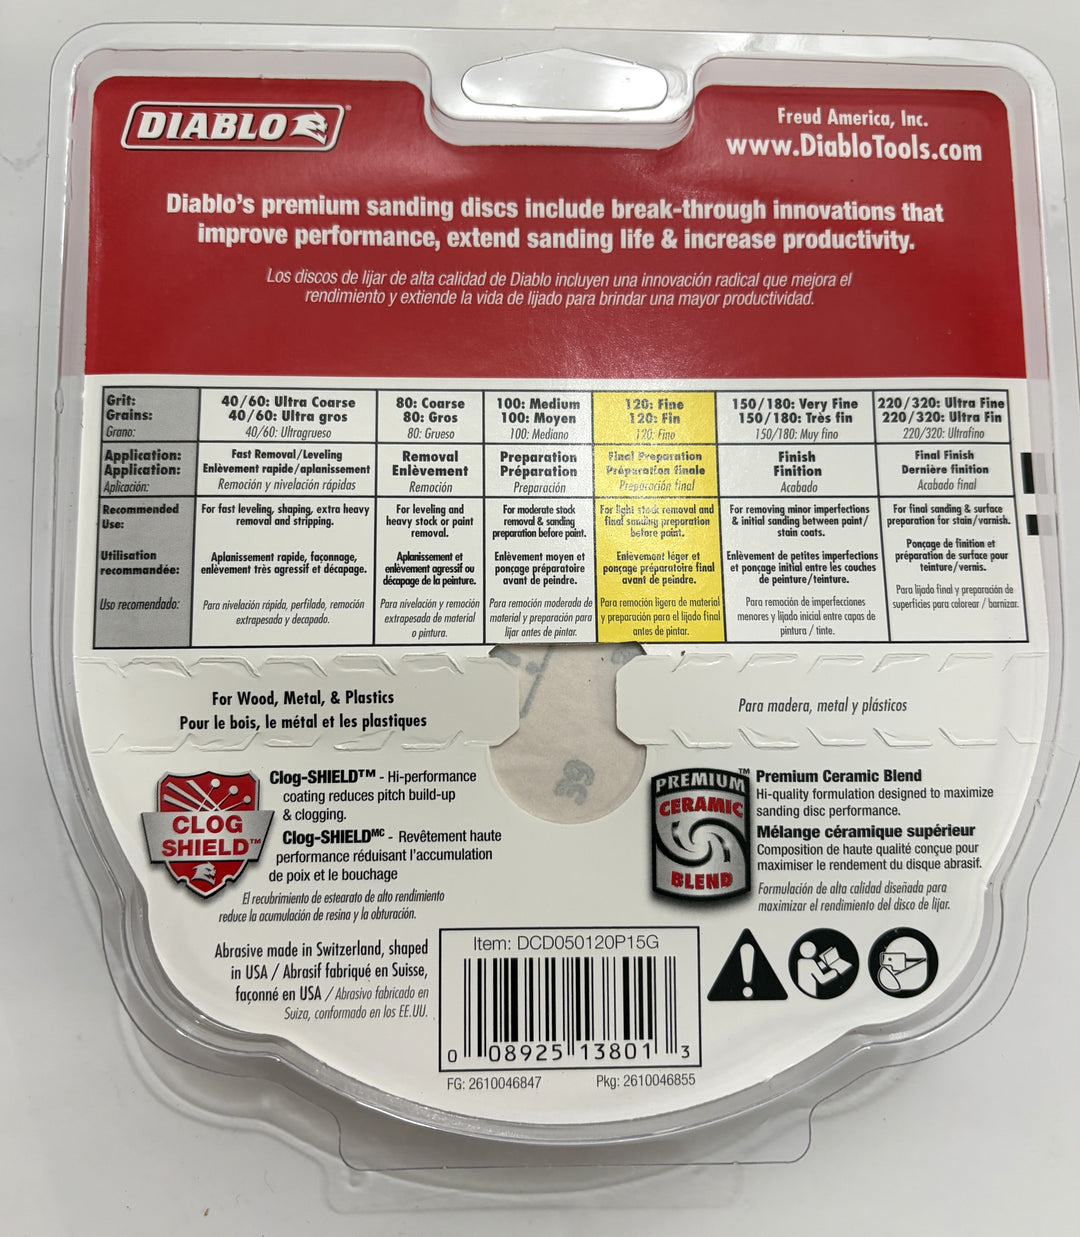 DIABLO
Freud America, Inc.
www.DiabloTools.com
Diablo's premium sanding discs include break-through innovations that
improve performance, extend sanding life & increase productivity.
Los discos de lijar de alta calidad de Diablo incluyen una innovación radical que mejora el
rendimiento y extiende la vida de lijado para brindar una mayor productividad.
Grit:
Grains:
Grano:
40/60: Ultra Coarse
40/60: Ultra gros
40/60: Ultragrueso
80: Coarse
80: Gros
80: Grueso
100: Medium
100: Moyen
100: Mediano
120: Fine
120: Fin
120: Fino
150/180: Very Fine
150/180: Très fin
150/180: Muy fino
220/320: Ultra Fine
220/320: Ultra Fin
220/320: Ultrafino
Application:
Application:
Aplicación:
Fast Removal/Leveling
Enlèvement rapide/aplanissement
Remoción y nivelación rápidas
Removal
Enlèvement
Remoción
Preparation
Préparation
Preparación
Final Preparation
Préparation finale
Preparación final
Finish
Finition
Acabado
Final Finish
Dernière finition
Acabado final
Recommended
Use:
Utilisation
recommandée:
Uso recomendado:
For fast leveling, shaping, extra heavy
removal and stripping.
Aplanissement rapide, façonnage,
enlèvement très agressif et décapage.
Para nivelación rápida, perfilado, remoción
extrapesada y decapado.
For leveling and
heavy stock or paint
removal.
Aplanissement et
enlèvement agressif ou
décapage de la peinture.
Para nivelación y remoción
extrapesada de material
o pintura.
For moderate stock
removal & sanding
preparation before paint.
Enlèvement moyen et
ponçage préparatoire
avant de peindre.
Para remoción moderada de
material y preparación para
lijar antes de pintar.
For light stock removal and
final sanding preparation
before paint.
Enlèvement léger et
ponçage préparatoire final
avant de peindre.
Para remoción ligera de material
y preparación para el lijado final
antes de pintar.
For removing minor imperfections
& initial sanding between paint/
stain coats.
Enlèvement de petites imperfections
et ponçage initial entre les couches
de peinture/teinture.
Para remoción de imperfecciones
menores y lijado inicial entre capas de
pintura / tinte.
For final sanding & surface
preparation for stain/varnish.
Ponçage de finition et
préparation de surface pour
teinture/vernis.
Para lijado final y preparación de
superficies para colorear / barnizar.
For Wood, Metal, & Plastics
Pour le bois, le métal et les plastiques
Para madera, metal y plásticos
CLOG
SHIELD™
Clog-SHIELD™ - Hi-performance
coating reduces pitch build-up
& clogging.
Clog-SHIELDᴹᶜ - Revêtement haute
performance réduisant l'accumulation
de poix et le bouchage
El recubrimiento de estearato de alto rendimiento
reduce la acumulación de resina y la obturación.
PREMIUM™
CERAMIC
BLEND
Premium Ceramic Blend
Hi-quality formulation designed to maximize
sanding disc performance.
Mélange céramique supérieur
Composition de haute qualité conçue pour
maximiser le rendement du disque abrasif.
Formulación de alta calidad diseñada para
maximizar el rendimiento del disco de lijar.
Abrasive made in Switzerland, shaped
in USA / Abrasif fabriqué en Suisse,
façonné en USA / Abrasivo fabricado en
Suiza, conformado en los EE.UU.
Item: DCD050120P15G
0 08925 13801 3
FG: 2610046847
Pkg: 2610046855